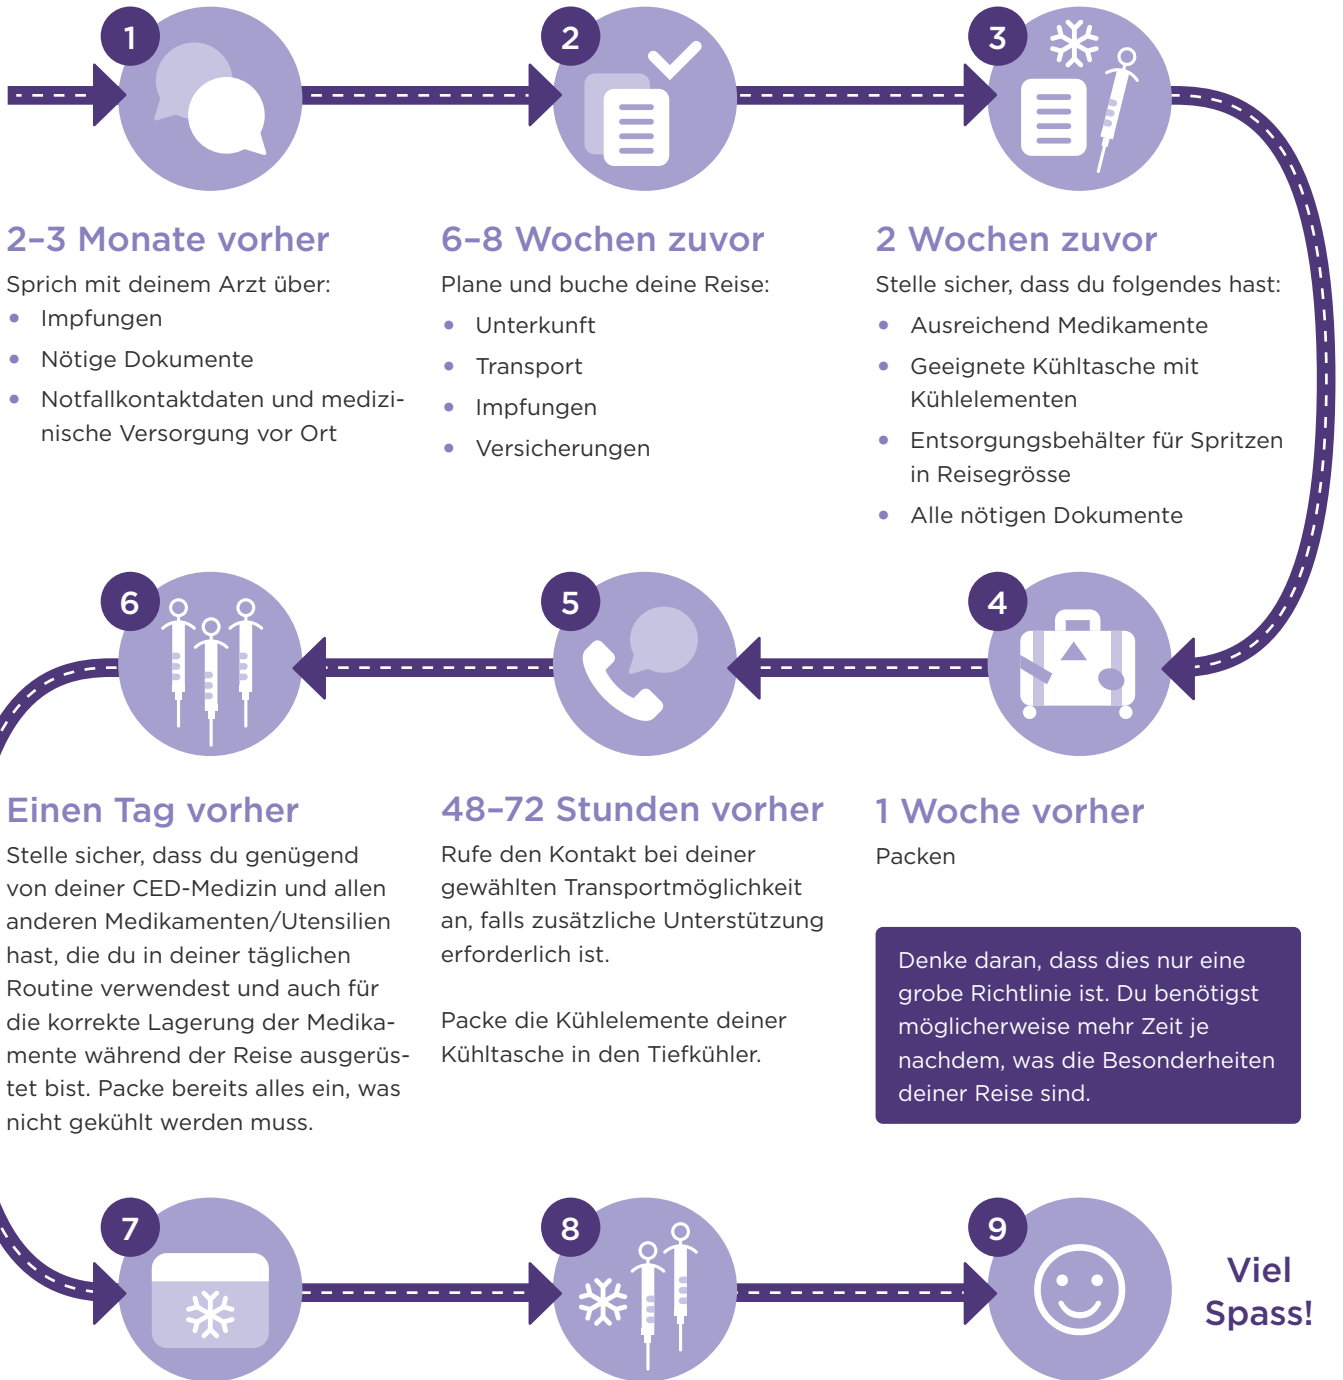 1
2–3 Monate vorher
Sprich mit deinem Arzt über:
• Impfungen
• Nötige Dokumente
• Notfallkontaktdaten und medizi-
nische Versorgung vor Ort
2
6–8 Wochen zuvor
Plane und buche deine Reise:
• Unterkunft
• Transport
• Impfungen
• Versicherungen
3
2 Wochen zuvor
Stelle sicher, dass du folgendes hast:
• Ausreichend Medikamente
• Geeignete Kühltasche mit
Kühlelementen
• Entsorgungsbehälter für Spritzen
in Reisegrösse
• Alle nötigen Dokumente
4
1 Woche vorher
Packen
Denke daran, dass dies nur eine
grobe Richtlinie ist. Du benötigst
möglicherweise mehr Zeit je
nachdem, was die Besonderheiten
deiner Reise sind.
5
48–72 Stunden vorher
Rufe den Kontakt bei deiner
gewählten Transportmöglichkeit
an, falls zusätzliche Unterstützung
erforderlich ist.
Packe die Kühlelemente deiner
Kühltasche in den Tiefkühler.
6
Einen Tag vorher
Stelle sicher, dass du genügend
von deiner CED-Medizin und allen
anderen Medikamenten/Utensilien
hast, die du in deiner täglichen
Routine verwendest und auch für
die korrekte Lagerung der Medika-
mente während der Reise ausgerüs-
tet bist. Packe bereits alles ein, was
nicht gekühlt werden muss.
7
8
9
Viel
Spass!